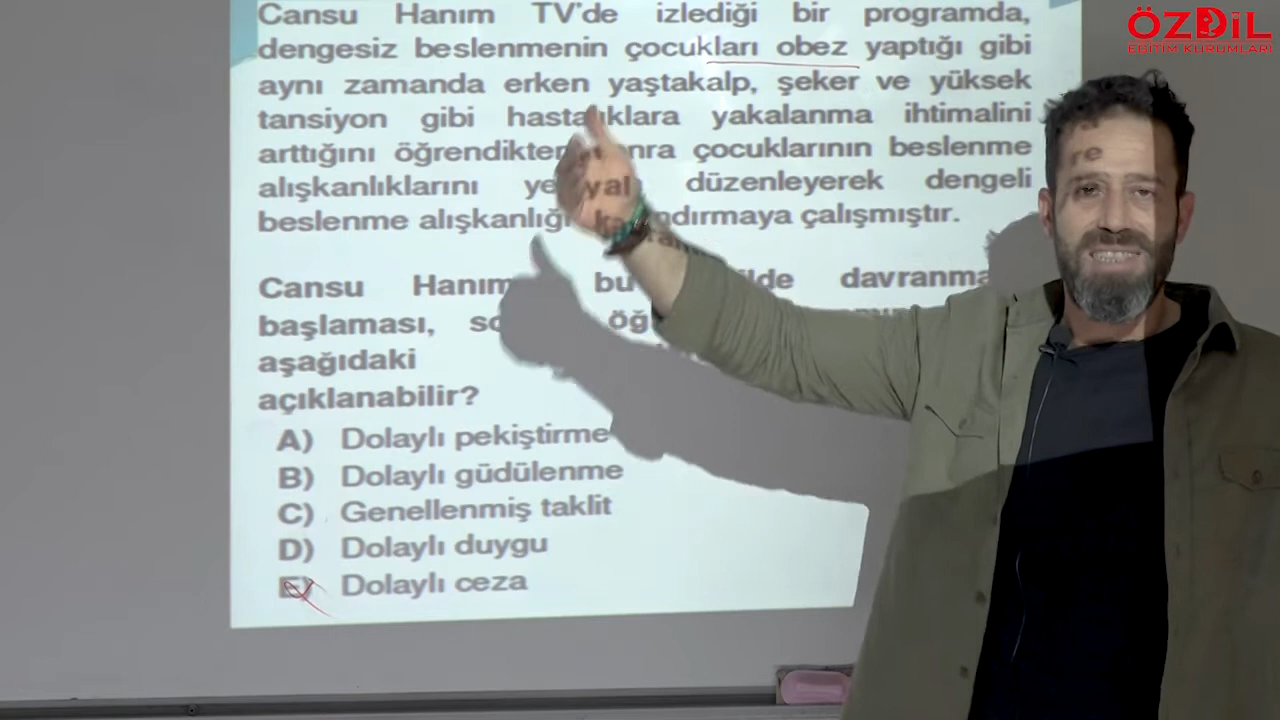 ÖZDİL
EĞİTİM KURUMLARI
Cansu Hanım TV'de izlediği bir programda,
dengesiz beslenmenin çocukları obez yaptığı gibi
aynı zamanda erken yaştakalp, şeker ve yüksek
tansiyon gibi hastalıklara yakalanma ihtimalini
arttığını öğrendikten sonra çocuklarının beslenme
alışkanlıklarını düzenleyerek dengeli
beslenme alışkanlığı kazandırmaya çalışmıştır.
Cansu Hanım bu davranma
başlaması,
aşağıdaki
açıklanabilir?
A) Dolaylı pekiştirme
B) Dolaylı güdülenme
C) Genellenmiş taklit
D) Dolaylı duygu
E) Dolaylı ceza